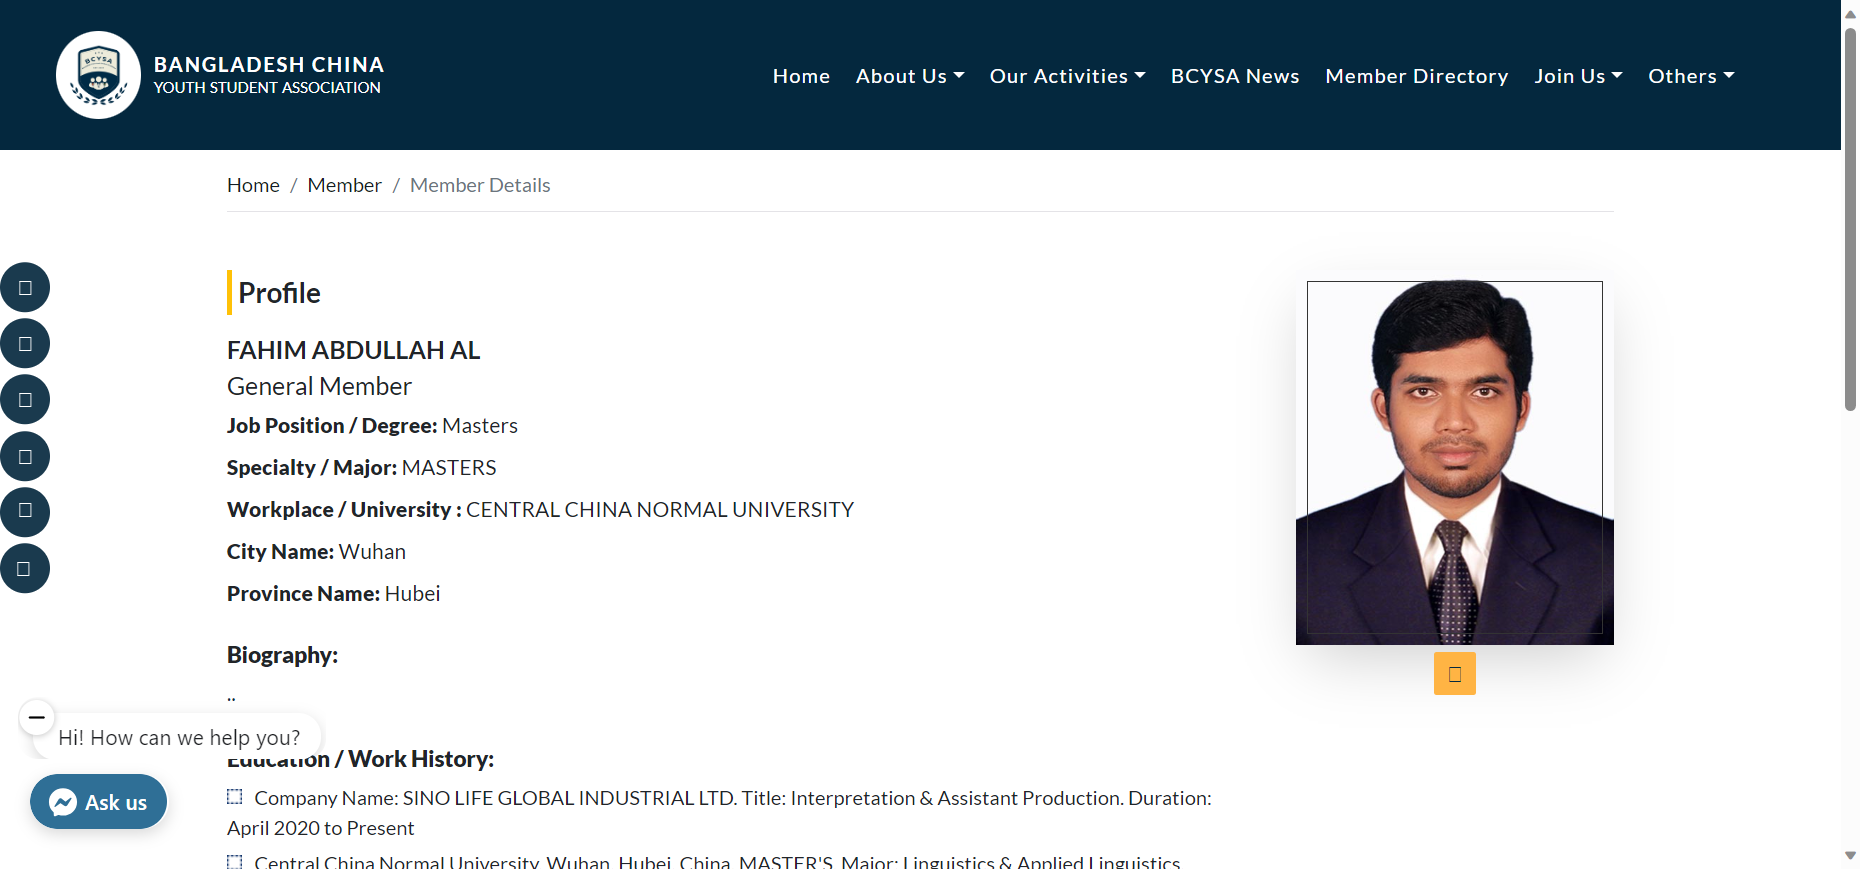 BCYSA
BANGLADESH CHINA
YOUTH STUDENT ASSOCIATION
Home About Us Our Activities BCYSA News Member Directory Join Us Others
Home / Member / Member Details
Profile
FAHIM ABDULLAH AL
General Member
Job Position / Degree: Masters
Specialty / Major: MASTERS
Workplace / University : CENTRAL CHINA NORMAL UNIVERSITY
City Name: Wuhan
Province Name: Hubei
Biography:
..
Hi! How can we help you?
Education / Work History:
Ask us
Company Name: SINO LIFE GLOBAL INDUSTRIAL LTD. Title: Interpretation & Assistant Production. Duration:
April 2020 to Present
Central China Normal University, Wuhan, Hubei, China. MASTER'S, Major: Linguistics & Applied Linguistics